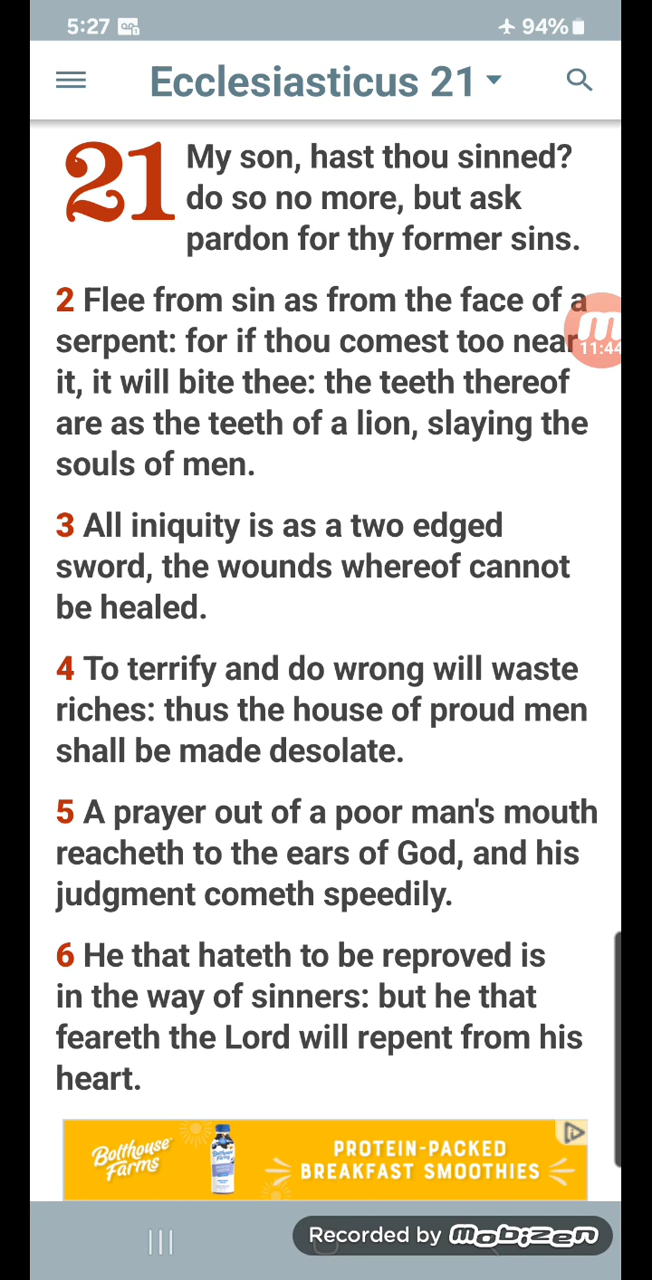 5:27
94%
Ecclesiasticus 21
21 My son, hast thou sinned?
do so no more, but ask
pardon for thy former sins.
2 Flee from sin as from the face of a
serpent: for if thou comest too near
it, it will bite thee: the teeth thereof
are as the teeth of a lion, slaying the
souls of men.
3 All iniquity is as a two edged
sword, the wounds whereof cannot
be healed.
4 To terrify and do wrong will waste
riches: thus the house of proud men
shall be made desolate.
5 A prayer out of a poor man's mouth
reacheth to the ears of God, and his
judgment cometh speedily.
6 He that hateth to be reproved is
in the way of sinners: but he that
feareth the Lord will repent from his
heart.
m
11:44
Bolthouse
Farms
PROTEIN-PACKED
BREAKFAST SMOOTHIES
Recorded by mobizen